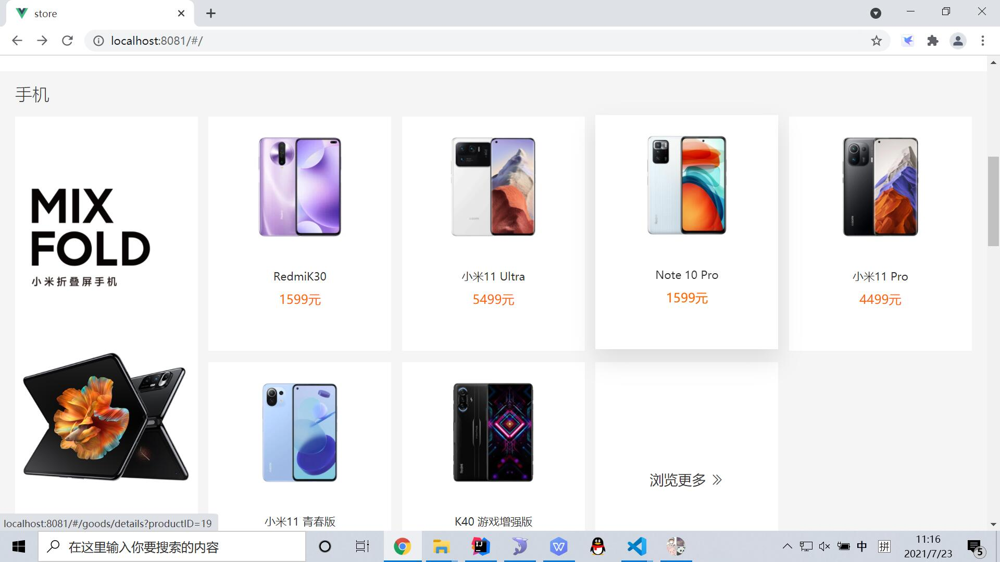 store
localhost:8081/#/
手机
MIX
FOLD
小米折叠屏手机
RedmiK30
1599元
小米11 Ultra
5499元
Note 10 Pro
1599元
小米11 Pro
4499元
小米11 青春版
K40 游戏增强版
浏览更多
localhost:8081/#/goods/details?productID=19
在这里输入你要搜索的内容
中
拼
11:16
2021/7/23
5